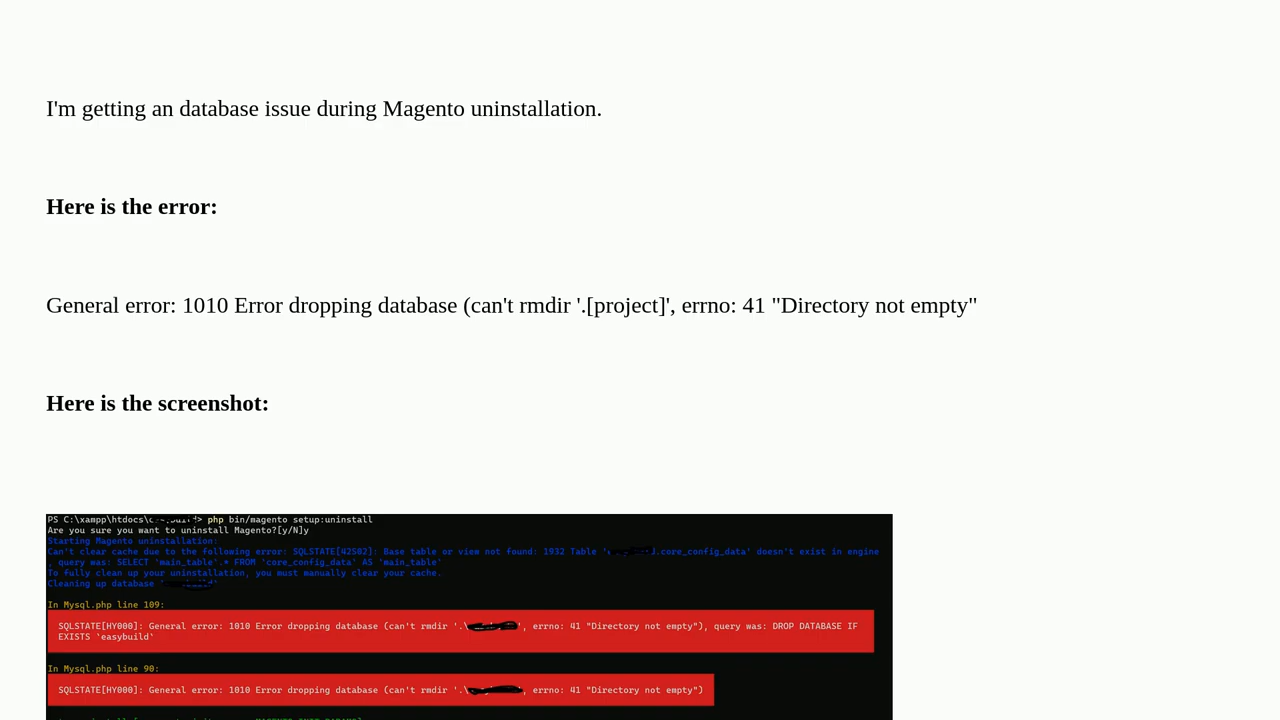 I'm getting an database issue during Magento uninstallation.
Here is the error:
General error: 1010 Error dropping database (can't rmdir '.[project]', errno: 41 "Directory not empty"
Here is the screenshot:
PS C:\xampp\htdocs\ > php bin/magento setup:uninstall
Are you sure you want to uninstall Magento?[y/N]y
Starting Magento uninstallation:
Can't clear cache due to the following error: SQLSTATE[42S02]: Base table or view not found: 1932 Table ' .core_config_data' doesn't exist in engine
, query was: SELECT `main_table`.* FROM `core_config_data` AS `main_table`
To fully clean up your uninstallation, you must manually clear your cache.
Cleaning up database `
In Mysql.php line 109:
SQLSTATE[HY000]: General error: 1010 Error dropping database (can't rmdir '.\ ', errno: 41 "Directory not empty"), query was: DROP DATABASE IF
EXISTS `easybuild`
In Mysql.php line 90:
SQLSTATE[HY000]: General error: 1010 Error dropping database (can't rmdir '.\ , errno: 41 "Directory not empty")